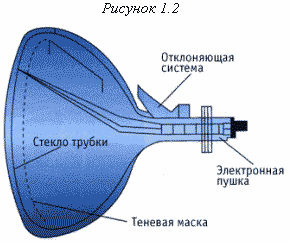 Рисунок 1.2
Отклоняющая
система
Стекло трубки
Электронная
пушка
Теневая маска